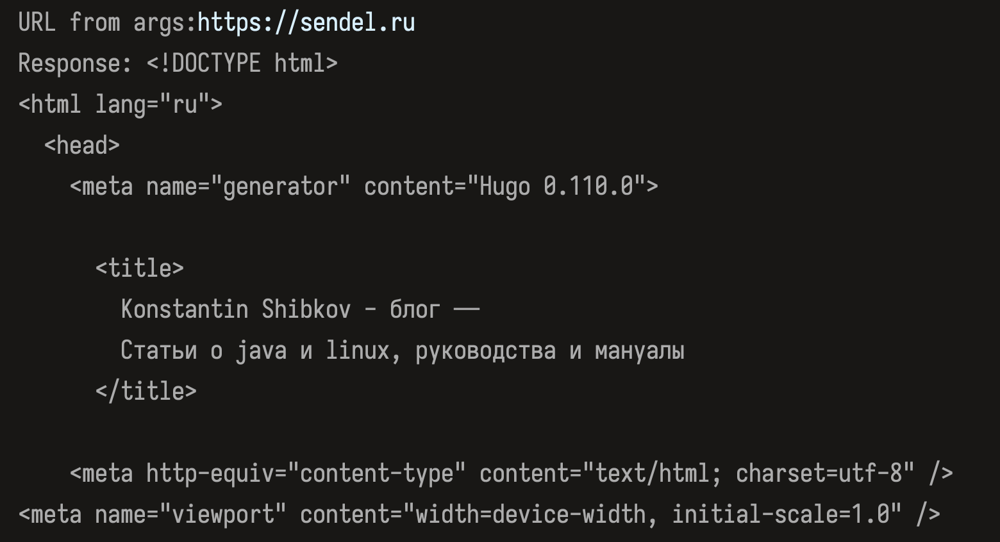 URL from args:https://sendel.ru
Response: <!DOCTYPE html>
<html lang="ru">
  <head>
    <meta name="generator" content="Hugo 0.110.0">

      <title>
        Konstantin Shibkov - блог ——
        Статьи о java и linux, руководства и мануалы
      </title>

    <meta http-equiv="content-type" content="text/html; charset=utf-8" />
<meta name="viewport" content="width=device-width, initial-scale=1.0" />